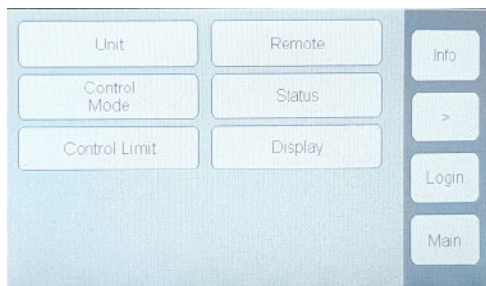 Unit
Remote
Info
Control
Mode
Status
>
Control Limit
Display
Login
Main